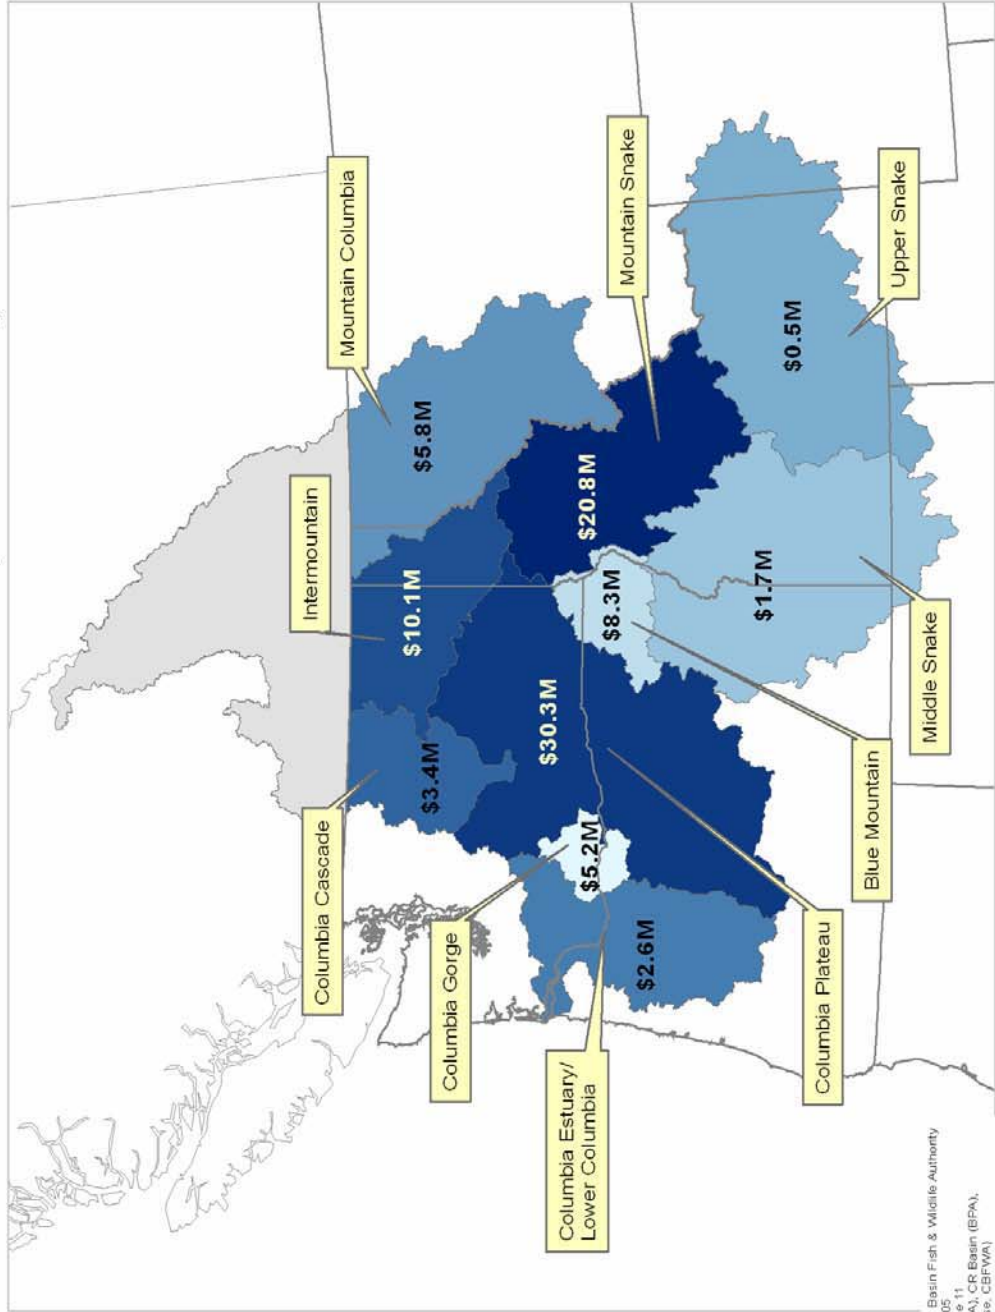 Mountain Columbia
Intermountain
Columbia Cascade
Columbia Gorge
Columbia Estuary/
Lower Columbia
Columbia Plateau
Blue Mountain
Middle Snake
Upper Snake
Mountain Snake
$5.8M
$10.1M
$3.4M
$20.8M
$30.3M
$8.3M
$5.2M
$2.6M
$1.7M
$0.5M
Basin Fish & Wildlife Authority
05
e 11
A), CR Basin (BPA),
e, CBFWA)